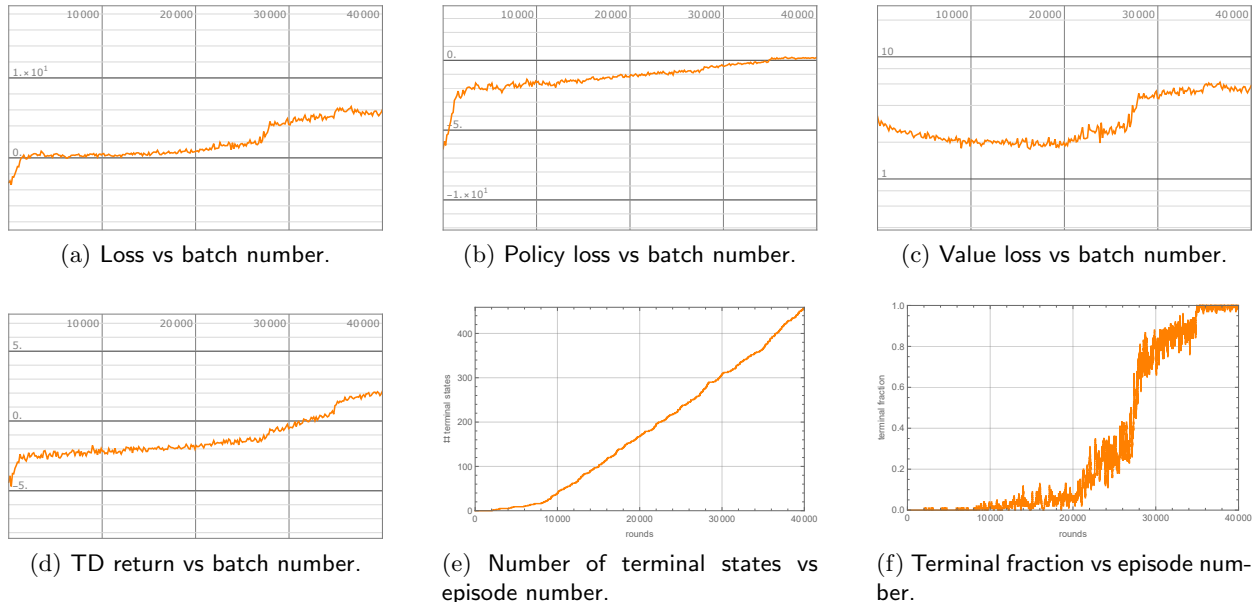 10000 20000 30000 40000
1.×10¹
0.
(a) Loss vs batch number.
10000 20000 30000 40000
0.
−5.
−1.×10¹
(b) Policy loss vs batch number.
10000 20000 30000 40000
10
1
(c) Value loss vs batch number.
10000 20000 30000 40000
5.
0.
−5.
(d) TD return vs batch number.
400
300
200
100
0
# terminal states
0 10000 20000 30000 40000
rounds
(e) Number of terminal states vs
episode number.
1.0
0.8
0.6
0.4
0.2
0.0
terminal fraction
0 10000 20000 30000 40000
rounds
(f) Terminal fraction vs episode num-
ber.